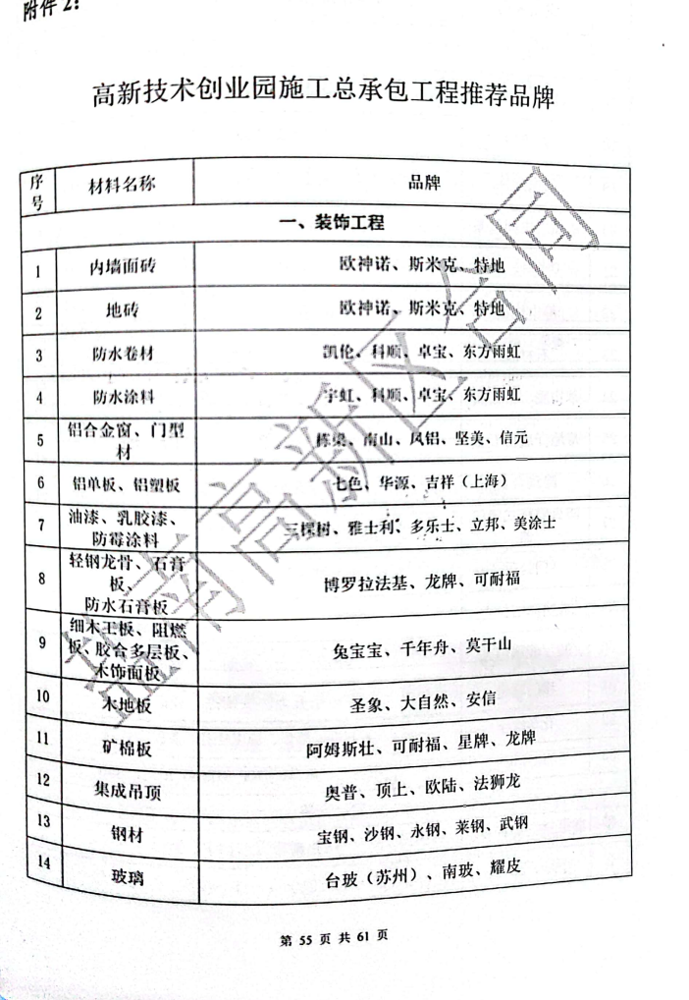 附件2：
高新技术创业园施工总承包工程推荐品牌
序号 材料名称 品牌
一、装饰工程
1 内墙面砖 欧神诺、斯米克、特地
2 地砖 欧神诺、斯米克、特地
3 防水卷材 凯伦、科顺、卓宝、东方雨虹
4 防水涂料 宇虹、科顺、卓宝、东方雨虹
5 铝合金窗、门型材 栋梁、南山、凤铝、坚美、信元
6 铝单板、铝塑板 七色、华源、吉祥（上海）
7 油漆、乳胶漆、防霉涂料 三棵树、雅士利、多乐士、立邦、美涂士
8 轻钢龙骨、石膏板、防水石膏板 博罗拉法基、龙牌、可耐福
9 细木工板、阻燃板、胶合多层板、木饰面板 兔宝宝、千年舟、莫干山
10 木地板 圣象、大自然、安信
11 矿棉板 阿姆斯壮、可耐福、星牌、龙牌
12 集成吊顶 奥普、顶上、欧陆、法狮龙
13 钢材 宝钢、沙钢、永钢、莱钢、武钢
14 玻璃 台玻（苏州）、南玻、耀皮
第 55 页 共 61 页
南高新区合同